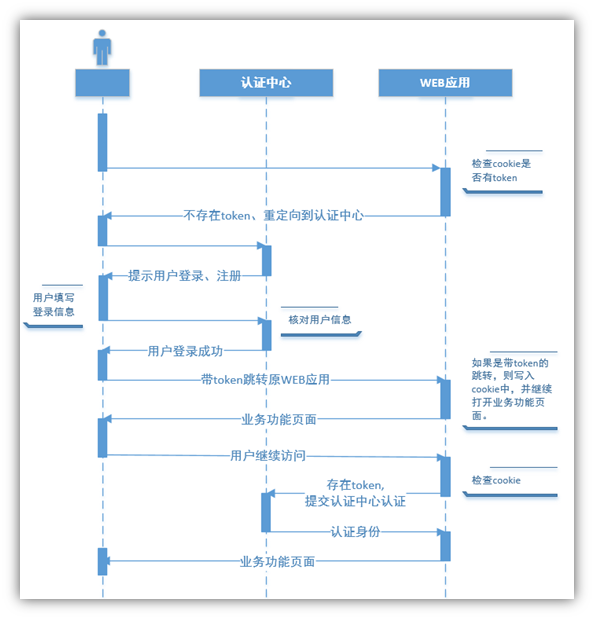 认证中心
WEB应用
检查cookie是
否有token
不存在token、重定向到认证中心
提示用户登录、注册
用户填写
登录信息
核对用户信息
用户登录成功
如果是带token的
跳转，则写入
cookie中，并继续
打开业务功能页
面。
带token跳转原WEB应用
业务功能页面
用户继续访问
检查cookie
存在token,
提交认证中心认证
认证身份
业务功能页面